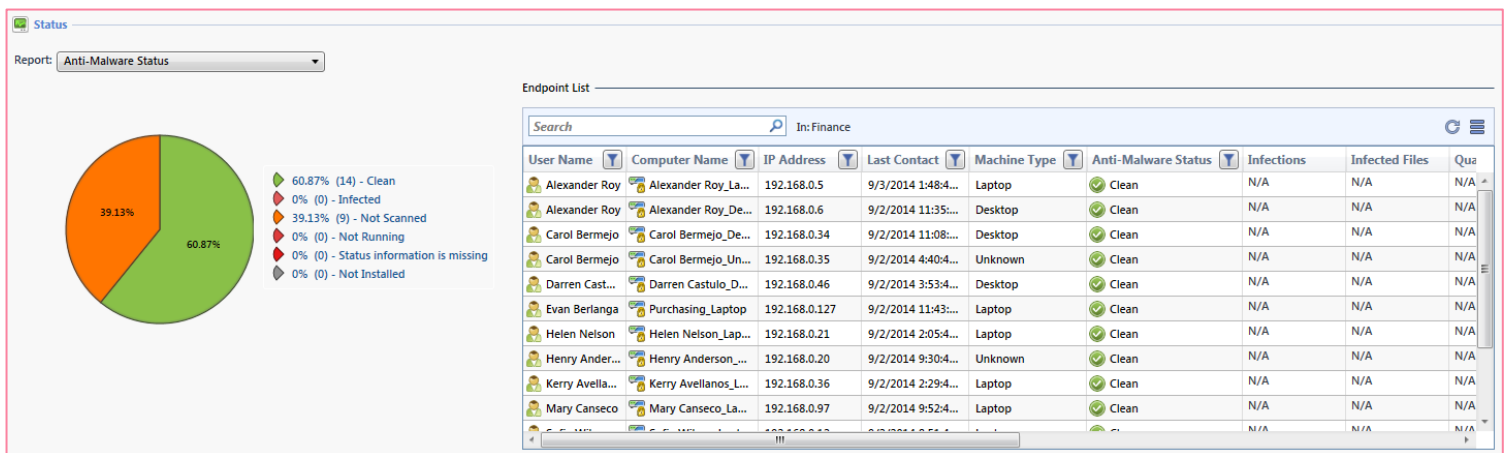 Status
Report: Anti-Malware Status
39.13%
60.87%
60.87% (14) - Clean
0% (0) - Infected
39.13% (9) - Not Scanned
0% (0) - Not Running
0% (0) - Status information is missing
0% (0) - Not Installed
Endpoint List
Search In: Finance
User Name Computer Name IP Address Last Contact Machine Type Anti-Malware Status Infections Infected Files Qua
Alexander Roy Alexander Roy_La... 192.168.0.5 9/3/2014 1:48:4... Laptop Clean N/A N/A N/A
Alexander Roy Alexander Roy_De... 192.168.0.6 9/2/2014 11:35:... Desktop Clean N/A N/A N/A
Carol Bermejo Carol Bermejo_De... 192.168.0.34 9/2/2014 11:08:... Desktop Clean N/A N/A N/A
Carol Bermejo Carol Bermejo_Un... 192.168.0.35 9/2/2014 4:40:4... Unknown Clean N/A N/A N/A
Darren Cast... Darren Castulo_D... 192.168.0.46 9/2/2014 3:53:4... Desktop Clean N/A N/A N/A
Evan Berlanga Purchasing_Laptop 192.168.0.127 9/2/2014 11:43:... Laptop Clean N/A N/A N/A
Helen Nelson Helen Nelson_Lap... 192.168.0.21 9/2/2014 2:05:4... Laptop Clean N/A N/A N/A
Henry Ander... Henry Anderson_... 192.168.0.20 9/2/2014 9:30:4... Unknown Clean N/A N/A N/A
Kerry Avella... Kerry Avellanos_L... 192.168.0.36 9/2/2014 2:29:4... Laptop Clean N/A N/A N/A
Mary Canseco Mary Canseco_La... 192.168.0.97 9/2/2014 9:52:4... Laptop Clean N/A N/A N/A
N/A N/A N/A